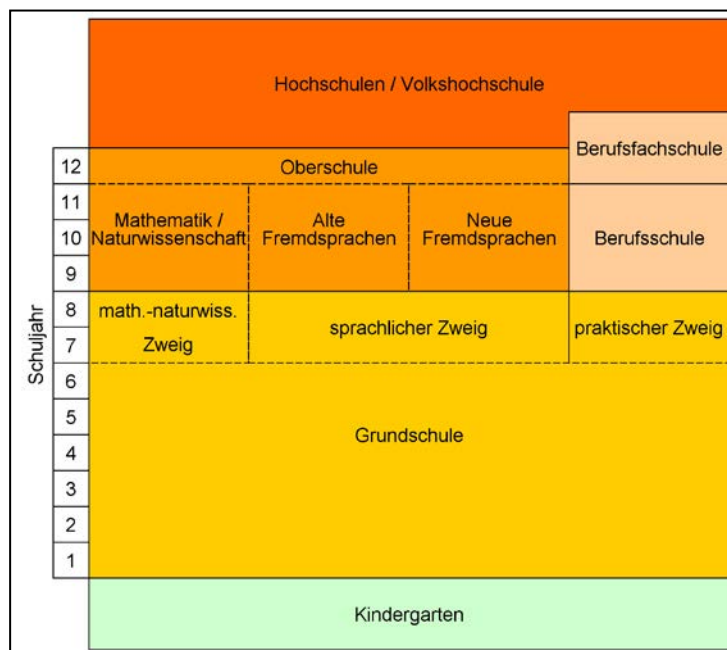 Hochschulen / Volkshochschule
Berufsfachschule
12
Oberschule
11
Mathematik /
Naturwissenschaft
Alte
Fremdsprachen
Neue
Fremdsprachen
10
Berufsschule
9
8
math.-naturwiss.
Zweig
sprachlicher Zweig
praktischer Zweig
7
Schuljahr
6
5
Grundschule
4
3
2
1
Kindergarten